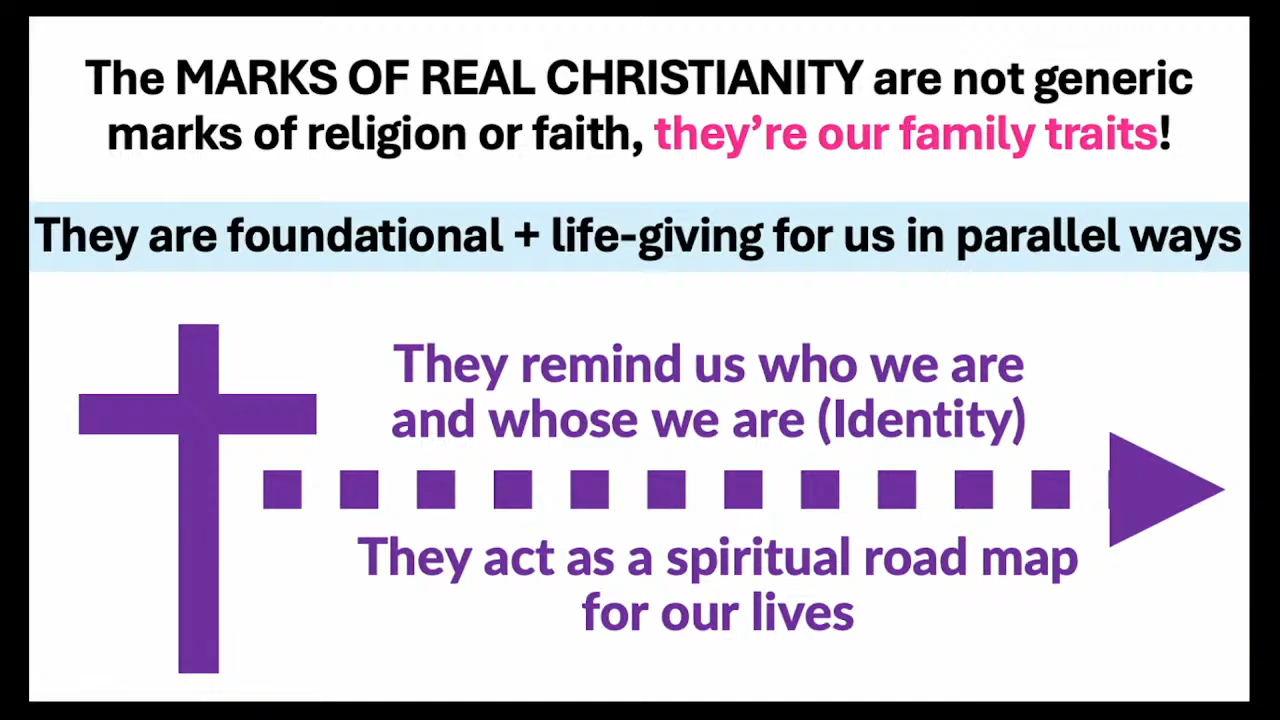 The MARKS OF REAL CHRISTIANITY are not generic
marks of religion or faith, they’re our family traits!
They are foundational + life-giving for us in parallel ways
They remind us who we are
and whose we are (Identity)
They act as a spiritual road map
for our lives